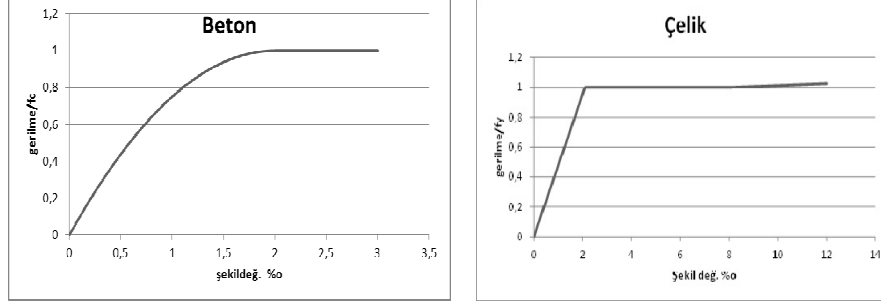 Beton
1,2
1
0,8
0,6
0,4
0,2
0
gerilme/fc
0 0,5 1 1,5 2 2,5 3 3,5
şekildeğ. %o
Çelik
1,2
1
0,8
0,6
0,4
0,2
0
gerilme/fy
0 2 4 6 8 10 12 14
Şekil değ. %o